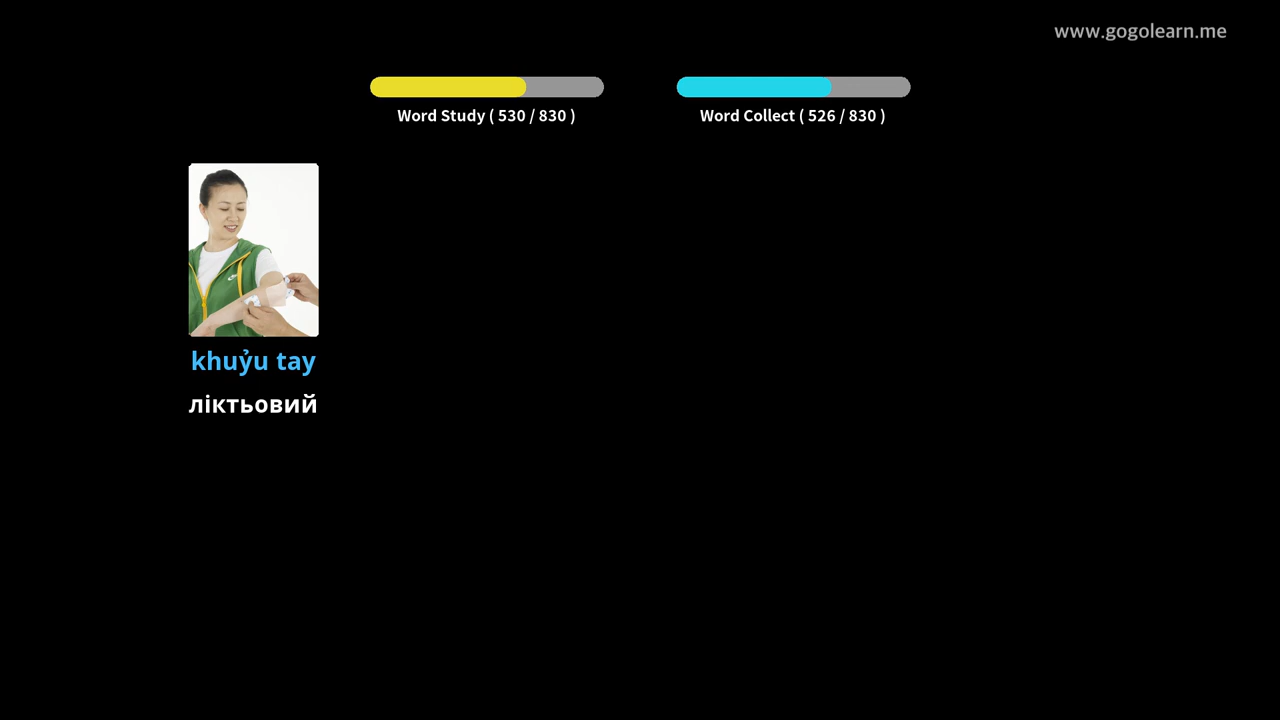 www.gogolearn.me
Word Study ( 530 / 830 )
Word Collect ( 526 / 830 )
khuỷu tay
ліктьовий